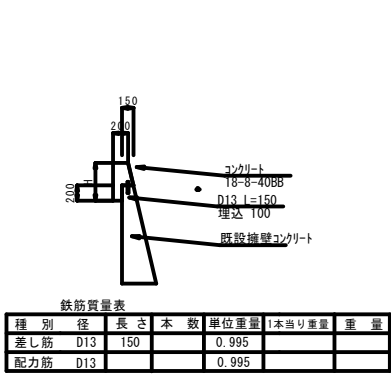 150
200
H
200
コンクリート
18-8-40BB
D13 L=150
埋込 100
既設擁壁コンクリート
鉄筋質量表
種 別 径 長 さ 本 数 単位重量 1本当り重量 重 量
差し筋 D13 150 0.995
配力筋 D13 0.995